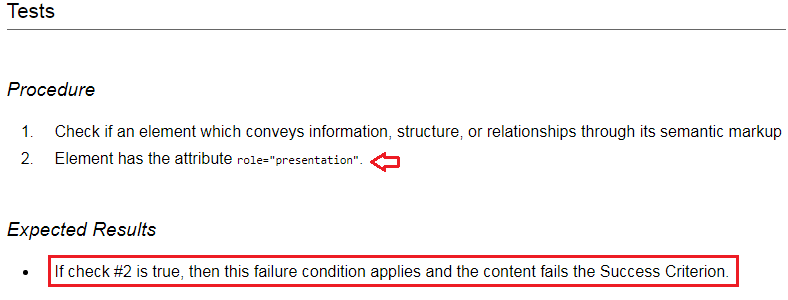 Tests
Procedure
1. Check if an element which conveys information, structure, or relationships through its semantic markup
2. Element has the attribute role="presentation".
Expected Results
• If check #2 is true, then this failure condition applies and the content fails the Success Criterion.